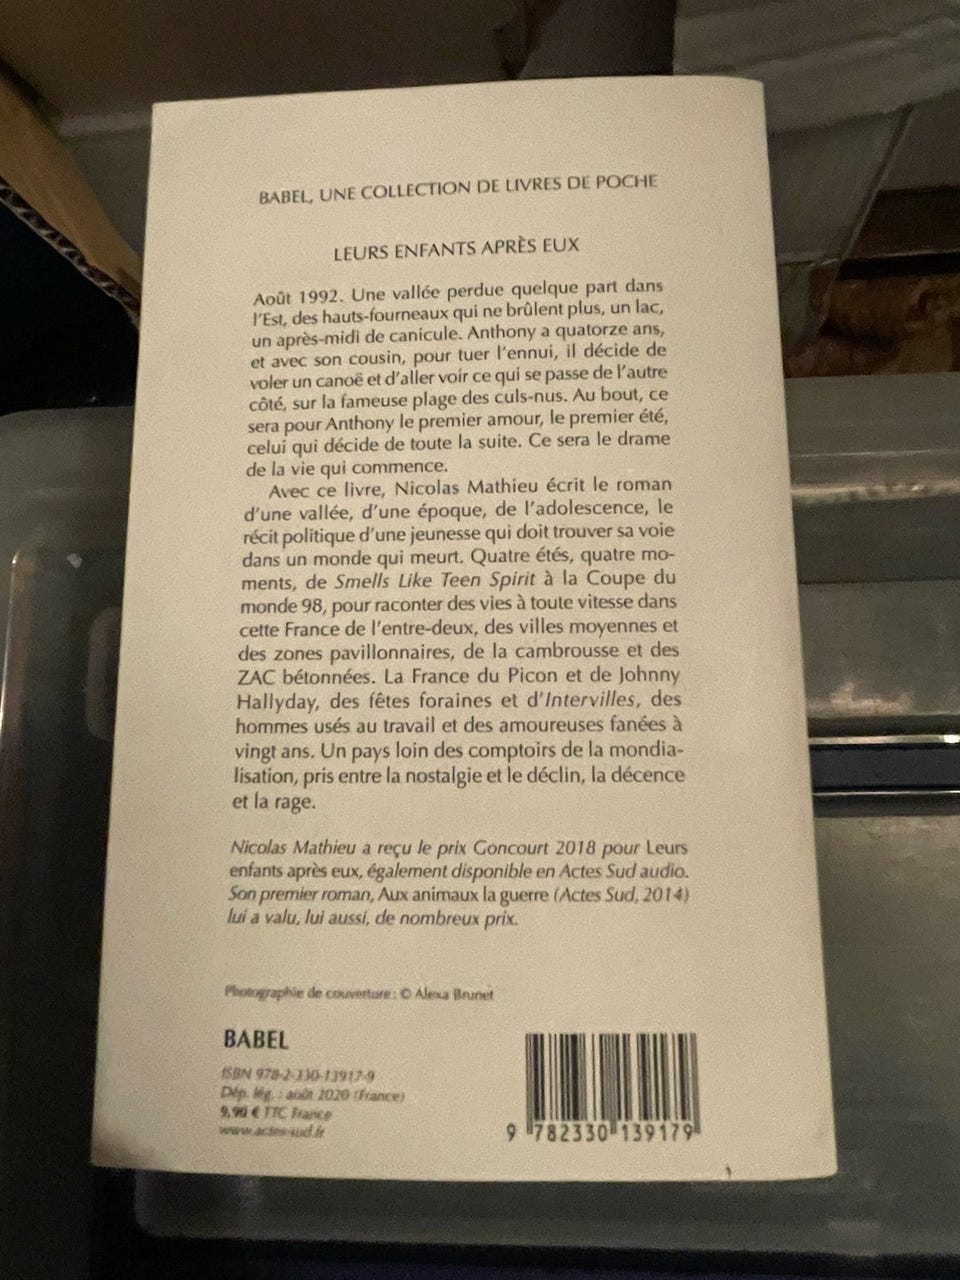 BABEL, UNE COLLECTION DE LIVRES DE POCHE
LEURS ENFANTS APRÈS EUX
Août 1992. Une vallée perdue quelque part dans
l'Est, des hauts-fourneaux qui ne brûlent plus, un lac,
un après-midi de canicule. Anthony a quatorze ans,
et avec son cousin, pour tuer l'ennui, il décide de
voler un canoë et d'aller voir ce qui se passe de l'autre
côté, sur la fameuse plage des culs-nus. Au bout, ce
sera pour Anthony le premier amour, le premier été,
celui qui décide de toute la suite. Ce sera le drame
de la vie qui commence.
Avec ce livre, Nicolas Mathieu écrit le roman
d'une vallée, d'une époque, de l'adolescence, le
récit politique d'une jeunesse qui doit trouver sa voie
dans un monde qui meurt. Quatre étés, quatre mo-
ments, de Smells Like Teen Spirit à la Coupe du
monde 98, pour raconter des vies à toute vitesse dans
cette France de l'entre-deux, des villes moyennes et
des zones pavillonnaires, de la cambrousse et des
ZAC bétonnées. La France du Picon et de Johnny
Hallyday, des fêtes foraines et d'Intervilles, des
hommes usés au travail et des amoureuses fanées à
vingt ans. Un pays loin des comptoirs de la mondia-
lisation, pris entre la nostalgie et le déclin, la décence
et la rage.
Nicolas Mathieu a reçu le prix Goncourt 2018 pour Leurs
enfants après eux, également disponible en Actes Sud audio.
Son premier roman, Aux animaux la guerre (Actes Sud, 2014)
lui a valu, lui aussi, de nombreux prix.
Photographie de couverture : © Alexa Brunet
BABEL
ISBN 978-2-330-13917-9
Dép. lég. : août 2020 (France)
9,90 € TTC France
www.actes-sud.fr
9 782330 139179